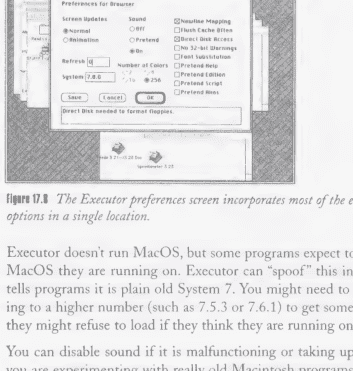 Preferences for Browser
Screen Updates
Sound
Normal
Animation
Off
Pretend
On
Refresh 0
Number of Colors
256
System 7.0.6
Newline Mapping
Flush Cache Often
Direct Disk Access
No 32-bit Warnings
Font Substitution
Pretend Help
Pretend Edition
Pretend Script
Pretend Alias
Save
Cancel
OK
Direct Disk needed to format floppies.
Speedometer 3.23
Figure 17.8 The Executor preferences screen incorporates most of the e
options in a single location.
Executor doesn't run MacOS, but some programs expect to
MacOS they are running on. Executor can "spoof" this in
tells programs it is plain old System 7. You might need to
ing to a higher number (such as 7.5.3 or 7.6.1) to get some
they might refuse to load if they think they are running on
You can disable sound if it is malfunctioning or taking up
you are experimenting with really old Macintosh programs